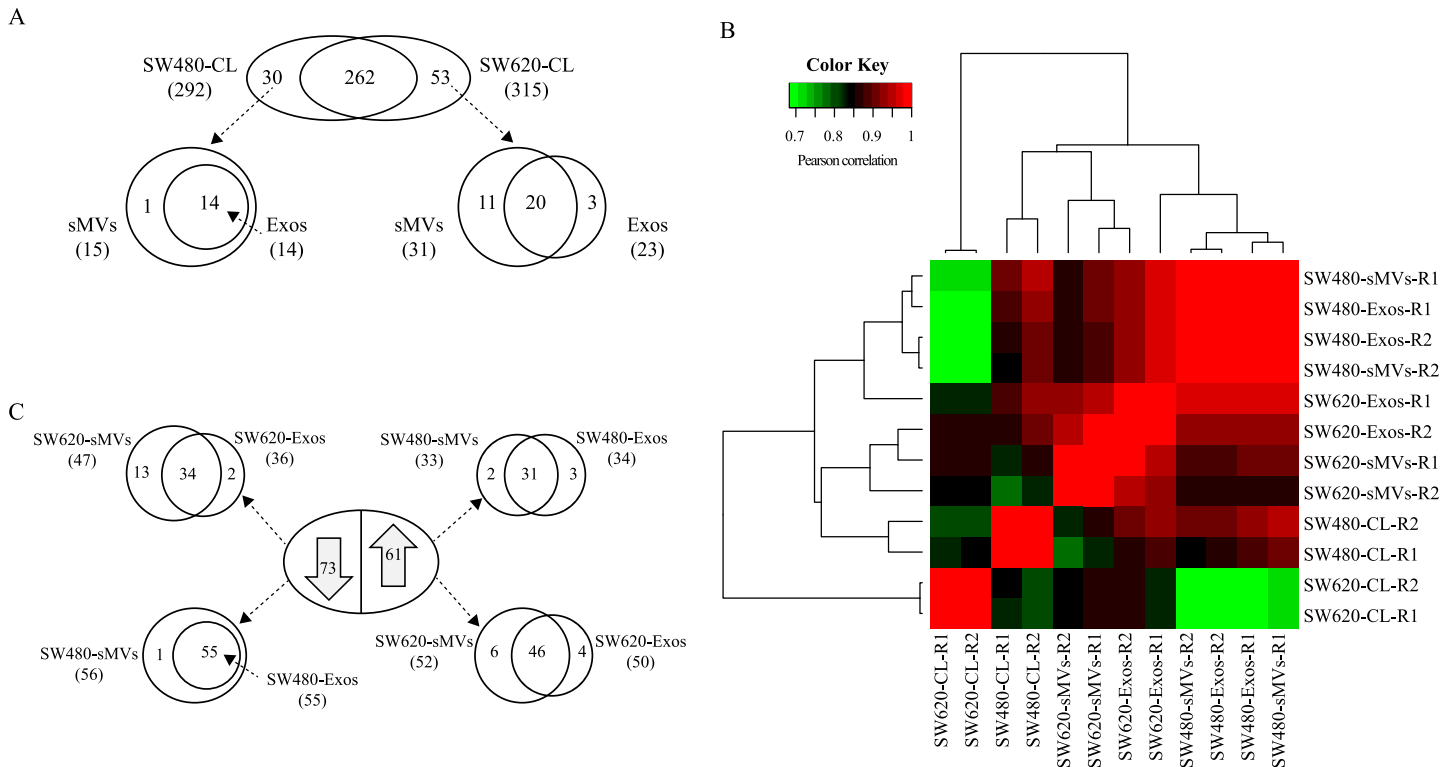 A
SW480-CL
(292)
30
262
53
SW620-CL
(315)
1
14
sMVs
(15)
Exos
(14)
11
20
3
sMVs
(31)
Exos
(23)
B
Color Key
0.7
0.8
0.9
1
Pearson correlation
SW480-sMVs-R1
SW480-Exos-R1
SW480-Exos-R2
SW480-sMVs-R2
SW620-Exos-R1
SW620-Exos-R2
SW620-sMVs-R1
SW620-sMVs-R2
SW480-CL-R2
SW480-CL-R1
SW620-CL-R2
SW620-CL-R1
SW620-CL-R1
SW620-CL-R2
SW480-CL-R1
SW480-CL-R2
SW620-sMVs-R2
SW620-sMVs-R1
SW620-Exos-R2
SW620-Exos-R1
SW480-sMVs-R2
SW480-Exos-R2
SW480-Exos-R1
SW480-sMVs-R1
C
SW620-sMVs
(47)
13
34
2
SW620-Exos
(36)
SW480-sMVs
(33)
2
31
3
SW480-Exos
(34)
73
61
SW480-sMVs
(56)
1
55
SW480-Exos
(55)
SW620-sMVs
(52)
6
46
4
SW620-Exos
(50)